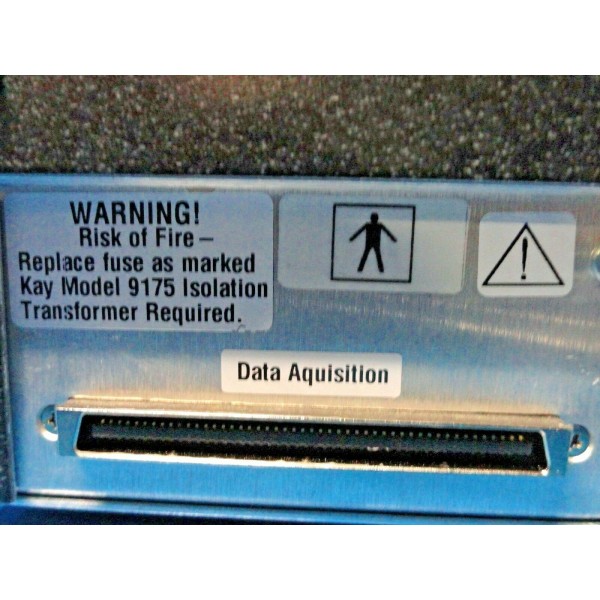 WARNING!
Risk of Fire –
Replace fuse as marked
Kay Model 9175 Isolation
Transformer Required.
Data Aquisition